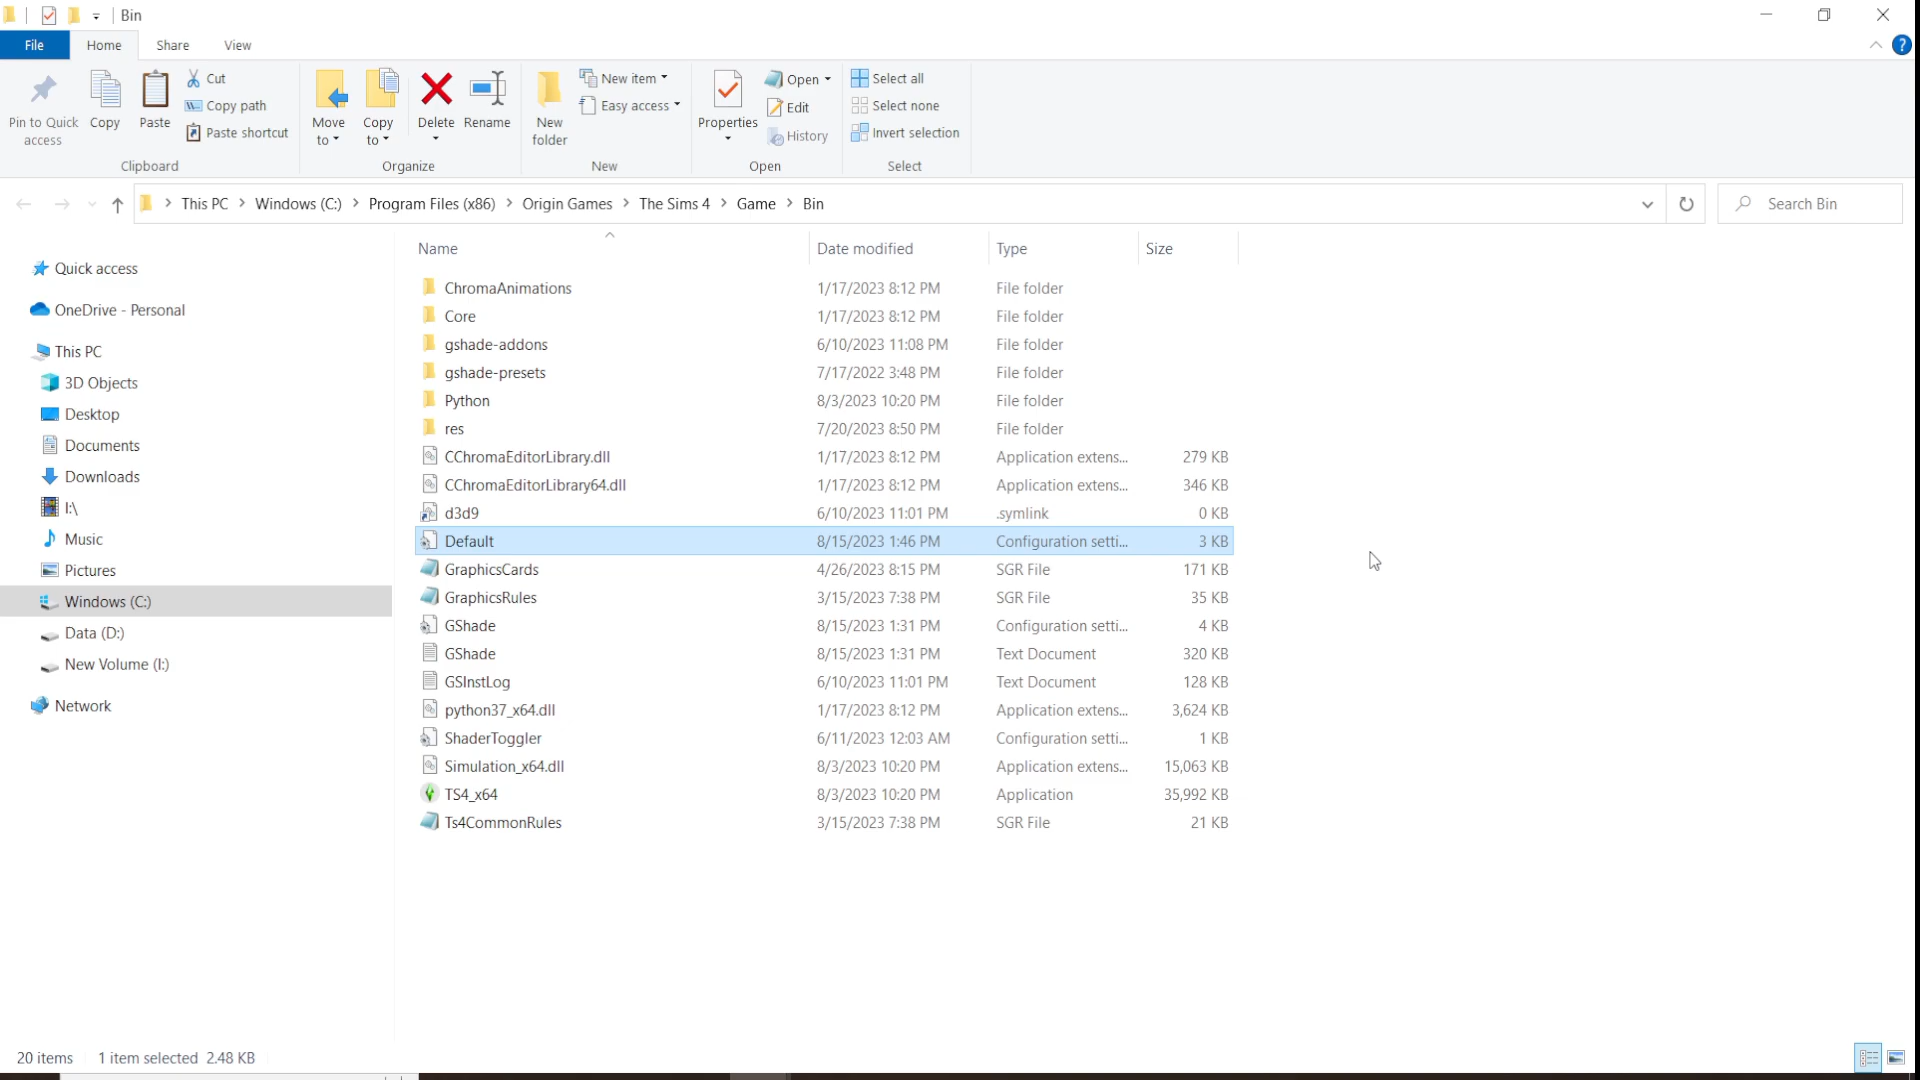 Bin
File Home Share View
Pin to Quick access
Copy
Paste
Cut
Copy path
Paste shortcut
Clipboard
Move to
Copy to
Delete
Rename
Organize
New folder
New item
Easy access
New
Properties
Open
Edit
History
Open
Select all
Select none
Invert selection
Select
This PC Windows (C:) Program Files (x86) Origin Games The Sims 4 Game Bin
Search Bin
Quick access
OneDrive - Personal
This PC
3D Objects
Desktop
Documents
Downloads
I:\
Music
Pictures
Windows (C:)
Data (D:)
New Volume (I:)
Network
Name Date modified Type Size
ChromaAnimations 1/17/2023 8:12 PM File folder
Core 1/17/2023 8:12 PM File folder
gshade-addons 6/10/2023 11:08 PM File folder
gshade-presets 7/17/2022 3:48 PM File folder
Python 8/3/2023 10:20 PM File folder
res 7/20/2023 8:50 PM File folder
CChromaEditorLibrary.dll 1/17/2023 8:12 PM Application extens... 279 KB
CChromaEditorLibrary64.dll 1/17/2023 8:12 PM Application extens... 346 KB
d3d9 6/10/2023 11:01 PM .symlink 0 KB
Default 8/15/2023 1:46 PM Configuration setti... 3 KB
GraphicsCards 4/26/2023 8:15 PM SGR File 171 KB
GraphicsRules 3/15/2023 7:38 PM SGR File 35 KB
GShade 8/15/2023 1:31 PM Configuration setti... 4 KB
GShade 8/15/2023 1:31 PM Text Document 320 KB
GSInstLog 6/10/2023 11:01 PM Text Document 128 KB
python37_x64.dll 1/17/2023 8:12 PM Application extens... 3,624 KB
ShaderToggler 6/11/2023 12:03 AM Configuration setti... 1 KB
Simulation_x64.dll 8/3/2023 10:20 PM Application extens... 15,063 KB
TS4_x64 8/3/2023 10:20 PM Application 35,992 KB
Ts4CommonRules 3/15/2023 7:38 PM SGR File 21 KB
20 items 1 item selected 2.48 KB